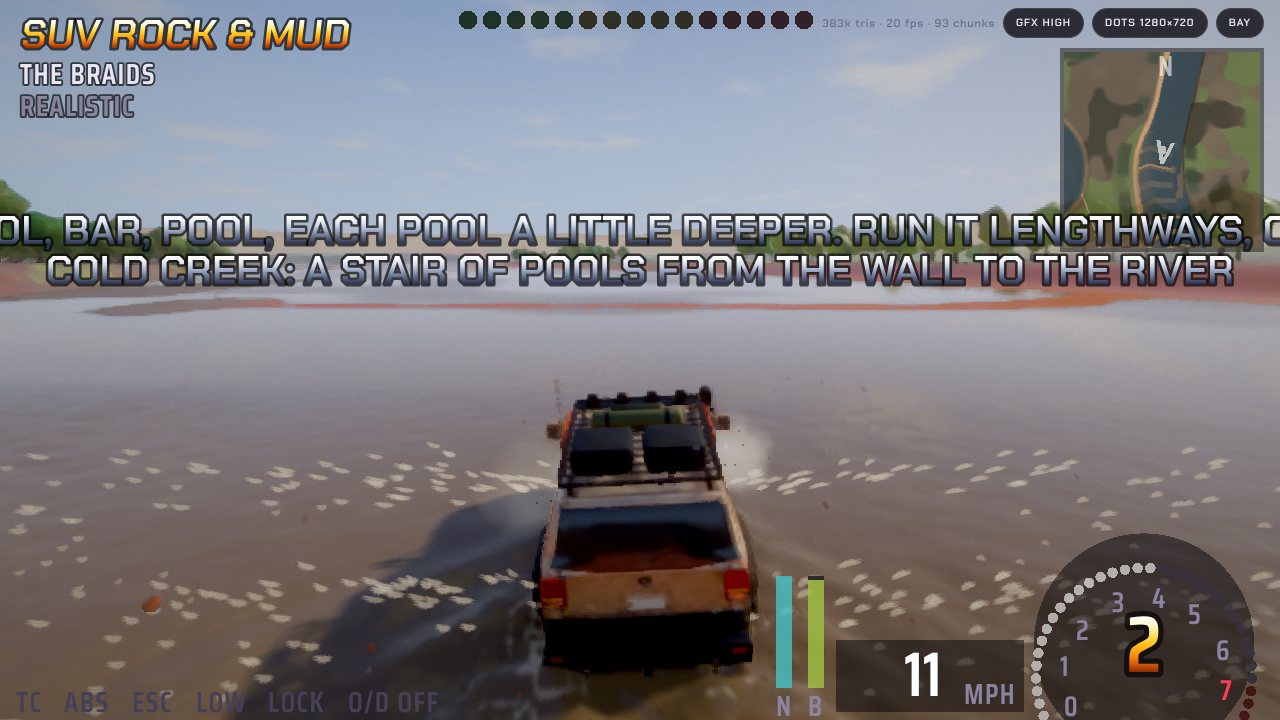 SUV ROCK & MUD
THE BRAIDS
REALISTIC
363k tris · 20 fps · 93 chunks
GFX HIGH
DOTS 1280×720
BAY
N
A
OL, BAR, POOL, EACH POOL A LITTLE DEEPER. RUN IT LENGTHWAYS,
COLD CREEK: A STAIR OF POOLS FROM THE WALL TO THE RIVER
TC ABS ESC LOW LOCK O/D OFF
N B
11 MPH
0 1 2 3 4 5 6 7
2